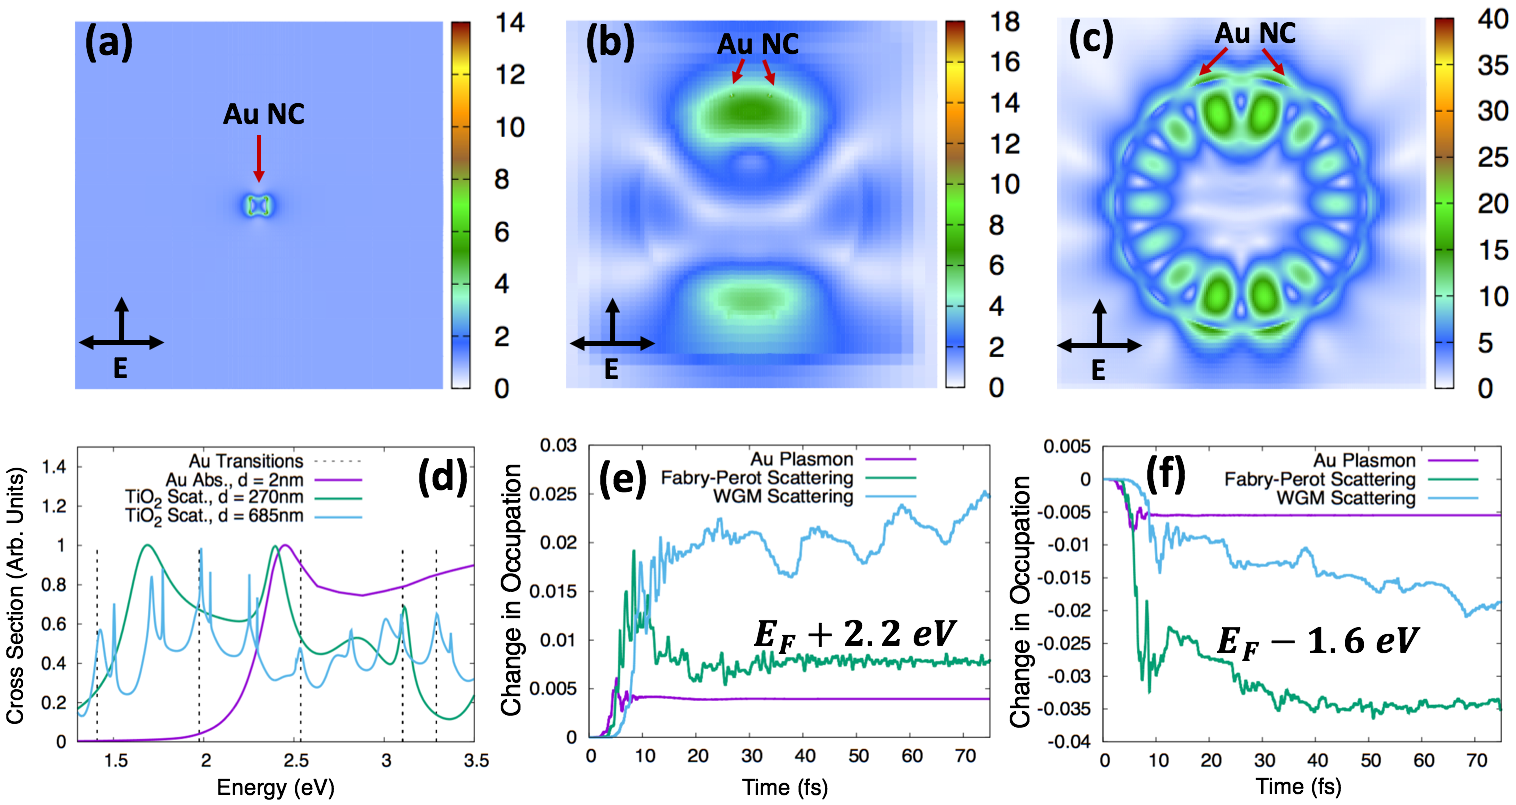 (a)
Au NC
E
14
12
10
8
6
4
2
0
(b)
Au NC
E
18
16
14
12
10
8
6
4
2
0
(c)
Au NC
E
40
35
30
25
20
15
10
5
0
(d)
Au Transitions
Au Abs., d = 2nm
TiO2 Scat., d = 270nm
TiO2 Scat., d = 685nm
Cross Section (Arb. Units)
1.4
1.2
1
0.8
0.6
0.4
0.2
0
1.5
2
2.5
3
3.5
Energy (eV)
(e)
Au Plasmon
Fabry-Perot Scattering
WGM Scattering
Change in Occupation
0.03
0.025
0.02
0.015
0.01
0.005
0
E_F + 2.2 eV
0
10
20
30
40
50
60
70
Time (fs)
(f)
Au Plasmon
Fabry-Perot Scattering
WGM Scattering
Change in Occupation
0.005
0
-0.005
-0.01
-0.015
-0.02
-0.025
-0.03
-0.035
-0.04
E_F − 1.6 eV
0
10
20
30
40
50
60
70
Time (fs)